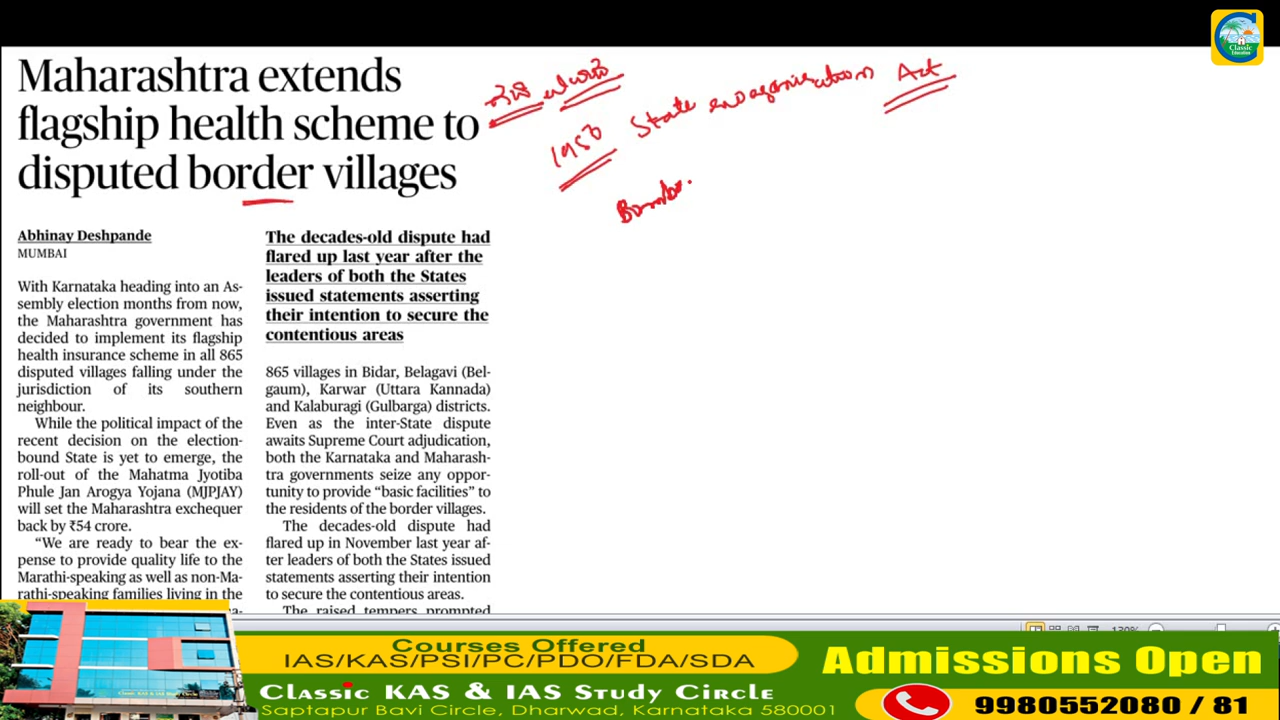 Classic
Education
Maharashtra extends
flagship health scheme to
disputed border villages
Abhinay Deshpande
MUMBAI
With Karnataka heading into an As-
sembly election months from now,
the Maharashtra government has
decided to implement its flagship
health insurance scheme in all 865
disputed villages falling under the
jurisdiction of its southern
neighbour.
While the political impact of the
recent decision on the election-
bound State is yet to emerge, the
roll-out of the Mahatma Jyotiba
Phule Jan Arogya Yojana (MJPJAY)
will set the Maharashtra exchequer
back by ₹54 crore.
“We are ready to bear the ex-
pense to provide quality life to the
Marathi-speaking as well as non-Ma-
rathi-speaking families living in the
The decades-old dispute had
flared up last year after the
leaders of both the States
issued statements asserting
their intention to secure the
contentious areas
865 villages in Bidar, Belagavi (Bel-
gaum), Karwar (Uttara Kannada)
and Kalaburagi (Gulbarga) districts.
Even as the inter-State dispute
awaits Supreme Court adjudication,
both the Karnataka and Maharash-
tra governments seize any oppor-
tunity to provide “basic facilities” to
the residents of the border villages.
The decades-old dispute had
flared up in November last year af-
ter leaders of both the States issued
statements asserting their intention
to secure the contentious areas.
The raised tempers prompted
1956 State Act
130%
Courses Offered
IAS/KAS/PSI/PC/PDO/FDA/SDA
Classic KAS & IAS Study Circle
Saptapur Bavi Circle, Dharwad, Karnataka 580001
Admissions Open
9980552080 / 81